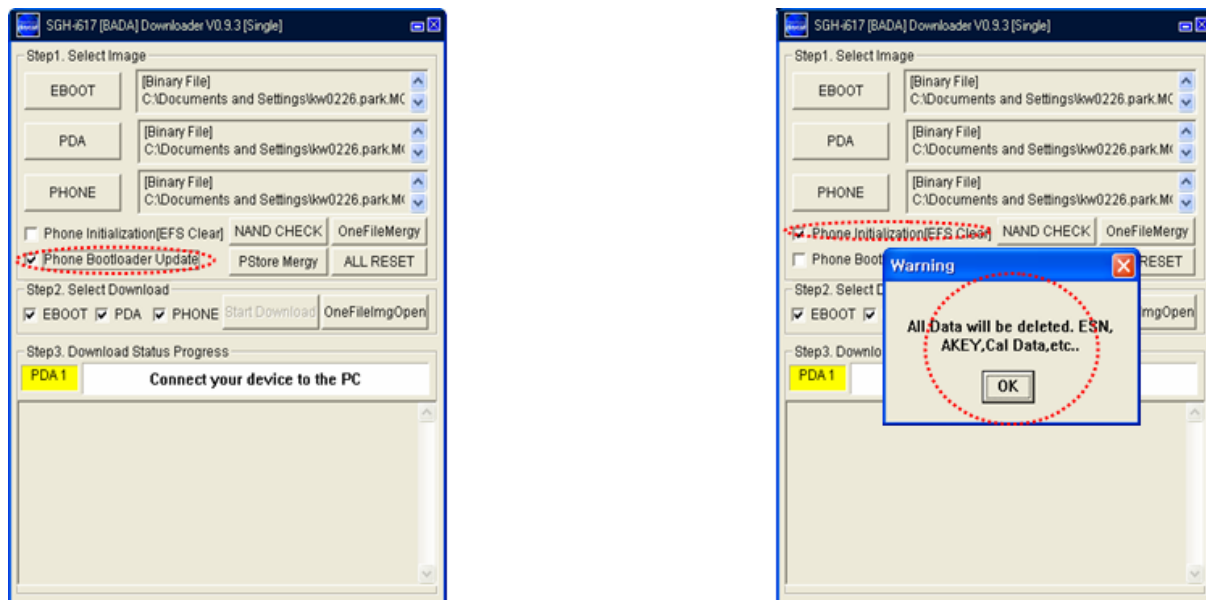 SGH-i617 [BADA] Downloader V0.9.3 [Single]
Step1. Select Image
EBOOT
[Binary File]
C:\Documents and Settings\kw0226.park.MC
PDA
[Binary File]
C:\Documents and Settings\kw0226.park.M
PHONE
[Binary File]
C:\Documents and Settings\kw0226.park.M
Phone Initialization[EFS Clear] NAND CHECK OneFileMergy
Phone Bootloader Update PStore Mergy ALL RESET
Step2. Select Download
EBOOT PDA PHONE Start Download OneFileImgOpen
Step3. Download Status Progress
PDA 1 Connect your device to the PC
SGH-i617 [BADA] Downloader V0.9.3 [Single]
Step1. Select Image
EBOOT
[Binary File]
C:\Documents and Settings\kw0226.park.MC
PDA
[Binary File]
C:\Documents and Settings\kw0226.park.M
PHONE
[Binary File]
C:\Documents and Settings\kw0226.park.M
Phone Initialization[EFS Clear] NAND CHECK OneFileMergy
Phone Boot RESET
Step2. Select D
EBOOT mgOpen
Step3. Downlo
PDA 1
Warning
All Data will be deleted. ESN,
AKEY,Cal Data,etc..
OK